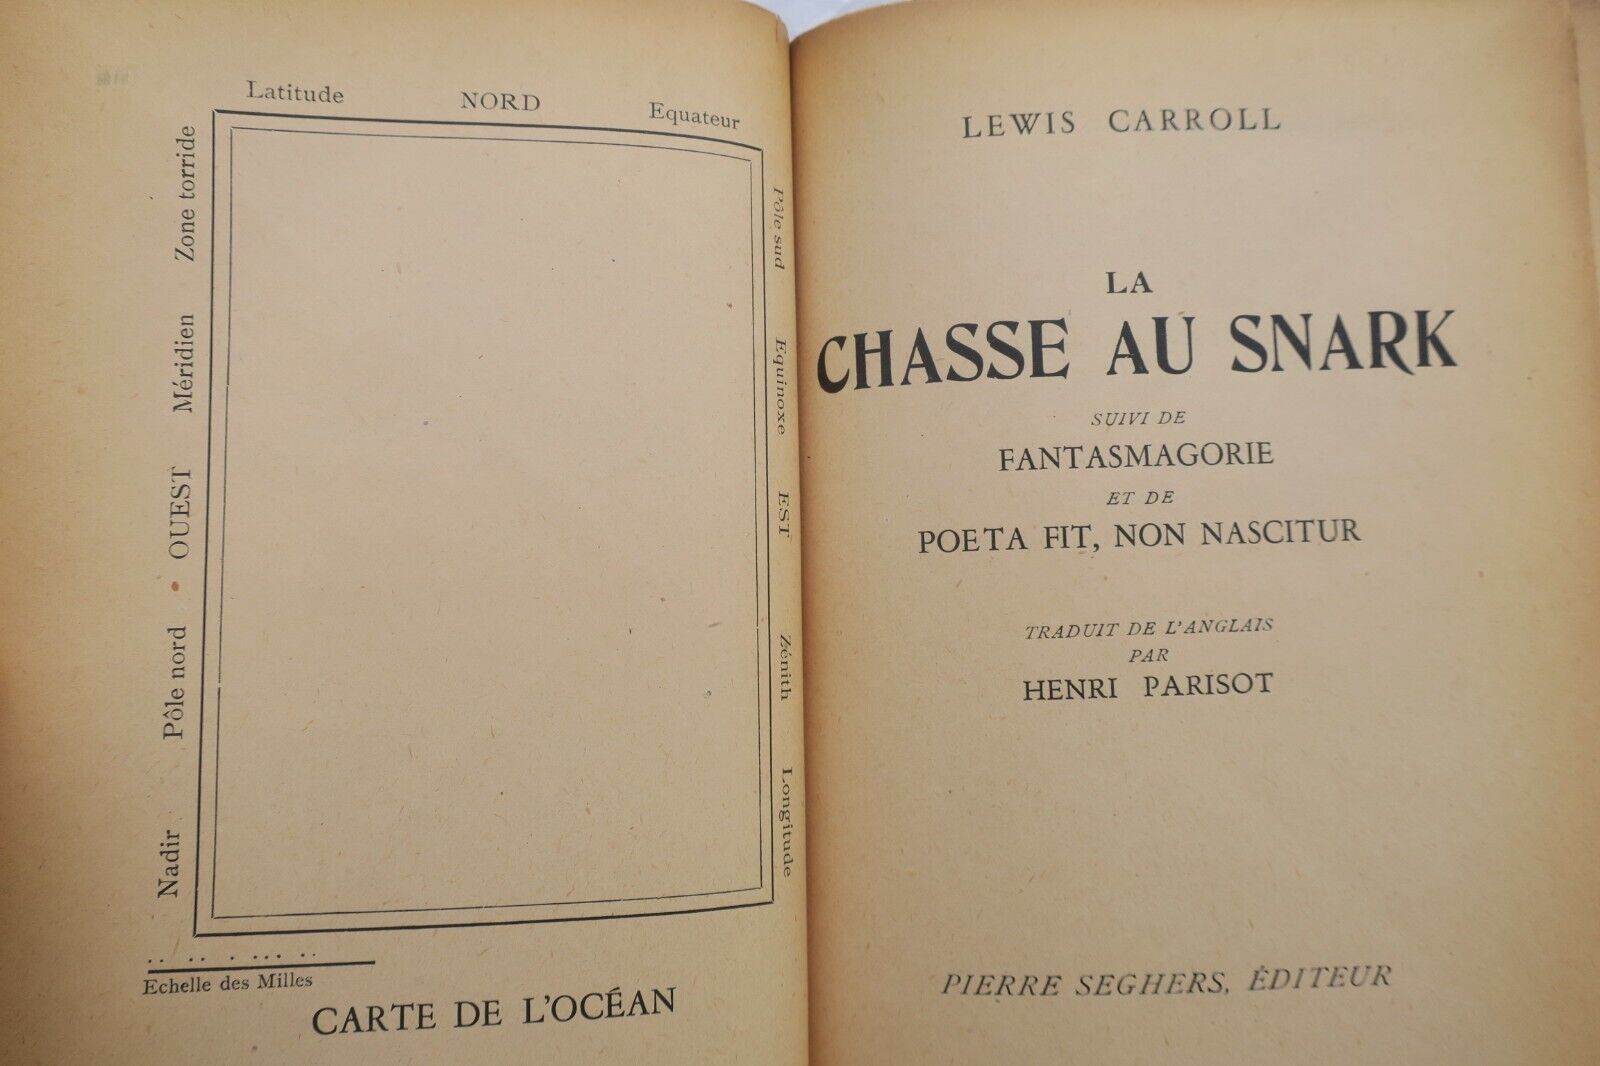 Latitude NORD Equateur
Zone torride
Méridien
OUEST
Pôle nord
Nadir
Pôle sud
Equinoxe
EST
Zénith
Longitude
Echelle des Milles
CARTE DE L'OCÉAN
LEWIS CARROLL
LA
CHASSE AU SNARK
SUIVI DE
FANTASMAGORIE
ET DE
POETA FIT, NON NASCITUR
TRADUIT DE L'ANGLAIS
PAR
HENRI PARISOT
PIERRE SEGHERS, ÉDITEUR